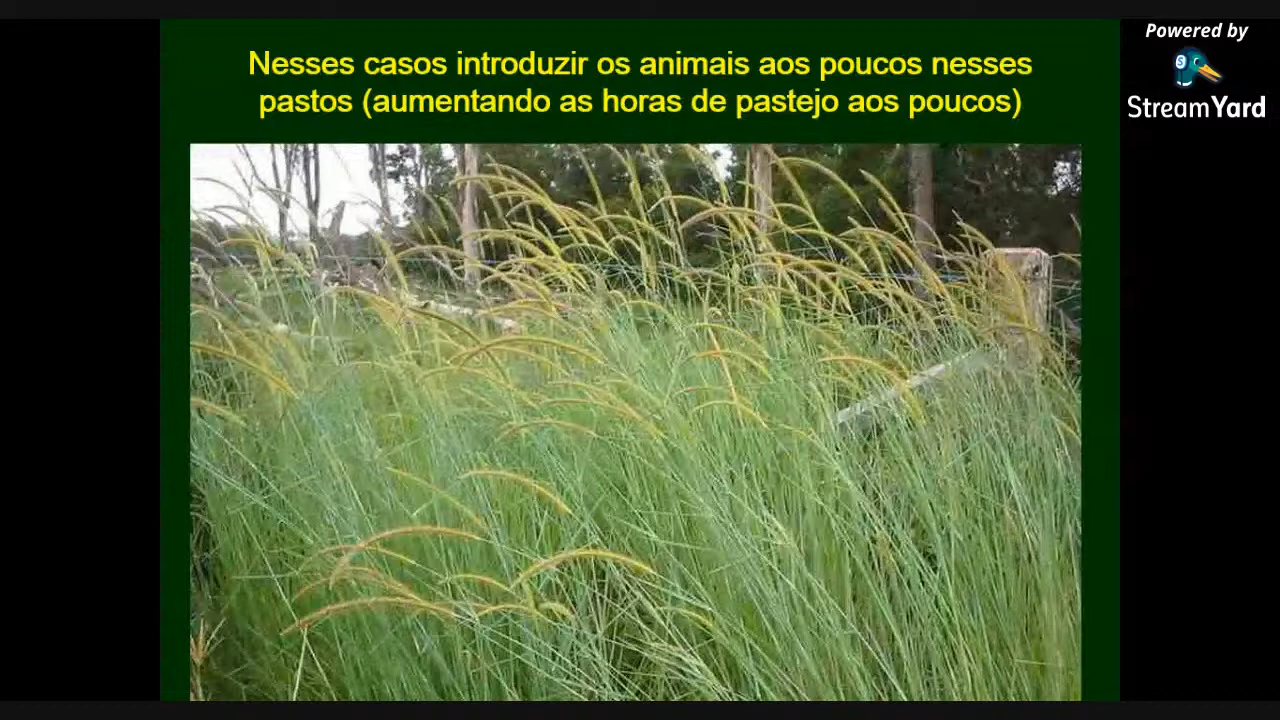 Nesses casos introduzir os animais aos poucos nesses
pastos (aumentando as horas de pastejo aos poucos)
Powered by
StreamYard